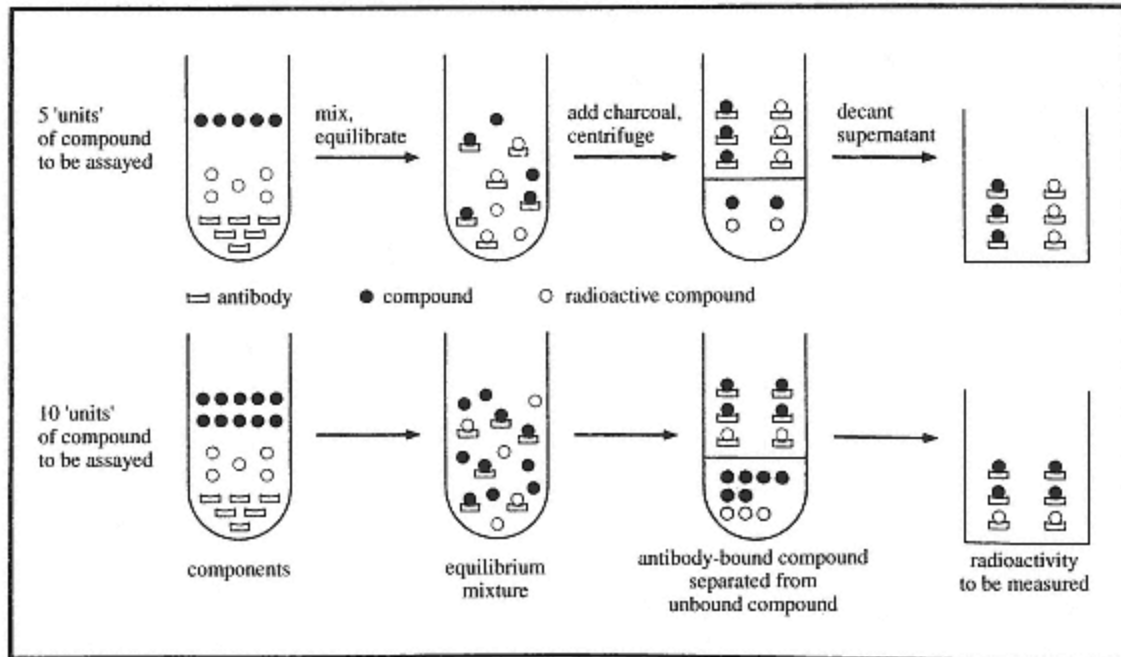 5 'units'
of compound
to be assayed
mix,
equilibrate
add charcoal,
centrifuge
decant
supernatant
antibody
compound
radioactive compound
10 'units'
of compound
to be assayed
components
equilibrium
mixture
antibody-bound compound
separated from
unbound compound
radioactivity
to be measured